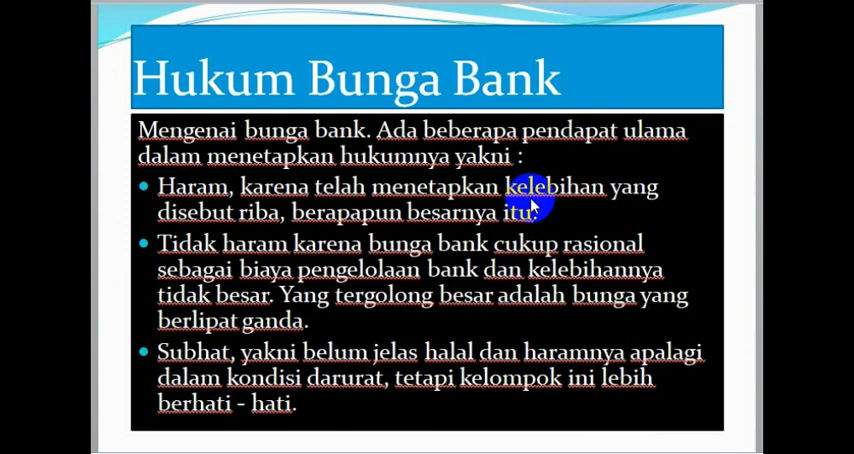 Hukum Bunga Bank
Mengenai bunga bank. Ada beberapa pendapat ulama
dalam menetapkan hukumnya yakni :
• Haram, karena telah menetapkan kelebihan yang
disebut riba, berapapun besarnya itu.
• Tidak haram karena bunga bank cukup rasional
sebagai biaya pengelolaan bank dan kelebihannya
tidak besar. Yang tergolong besar adalah bunga yang
berlipat ganda.
• Subhat, yakni belum jelas halal dan haramnya apalagi
dalam kondisi darurat, tetapi kelompok ini lebih
berhati - hati.